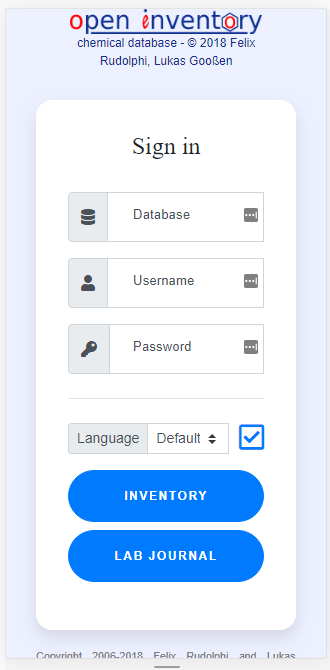 open inventory
chemical database - © 2018 Felix
Rudolphi, Lukas Gooßen
Sign in
Database
Username
Password
Language Default
INVENTORY
LAB JOURNAL
Copyright 2006-2018 Felix Rudolphi and Lukas